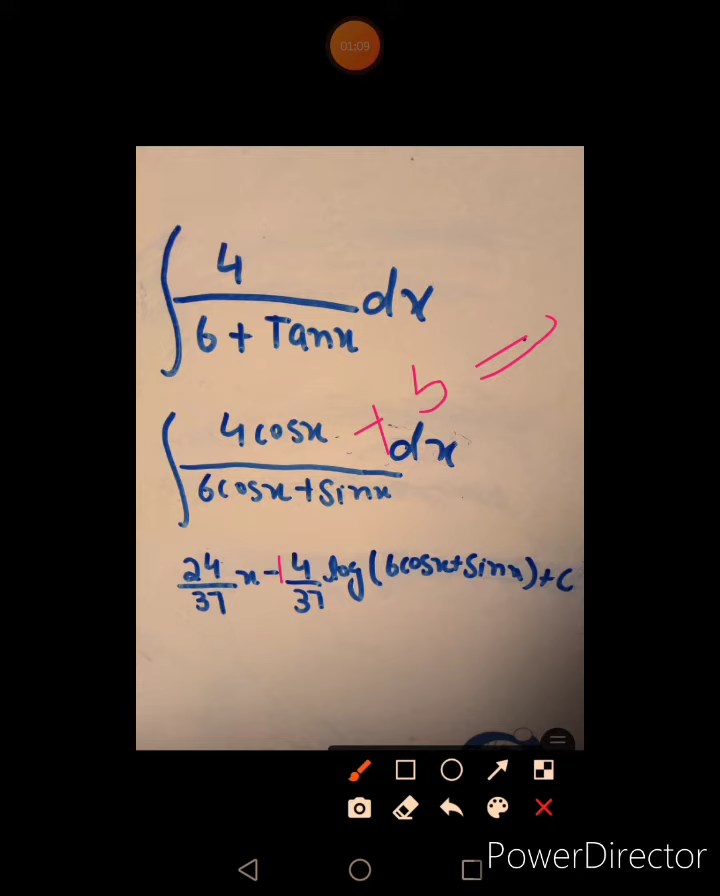 01:09
∫ 4 / (6 + Tanx) dx
+ 5 =
∫ 4cosx / (6cosx+Sinx) dx
24/37 x - 4/37 log(6cosx+Sinx)+C
PowerDirector